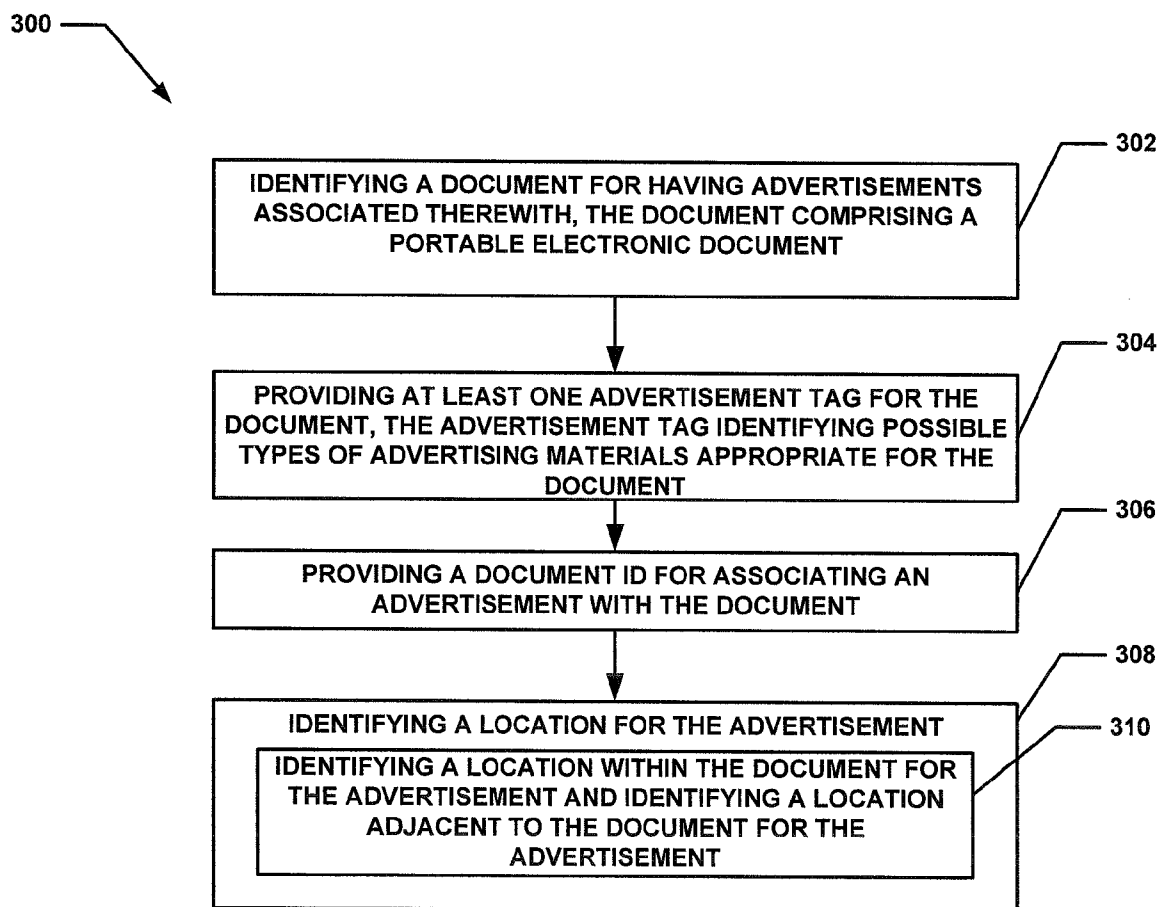 300
302
IDENTIFYING A DOCUMENT FOR HAVING ADVERTISEMENTS
ASSOCIATED THEREWITH, THE DOCUMENT COMPRISING A
PORTABLE ELECTRONIC DOCUMENT
304
PROVIDING AT LEAST ONE ADVERTISEMENT TAG FOR THE
DOCUMENT, THE ADVERTISEMENT TAG IDENTIFYING POSSIBLE
TYPES OF ADVERTISING MATERIALS APPROPRIATE FOR THE
DOCUMENT
306
PROVIDING A DOCUMENT ID FOR ASSOCIATING AN
ADVERTISEMENT WITH THE DOCUMENT
308
IDENTIFYING A LOCATION FOR THE ADVERTISEMENT
310
IDENTIFYING A LOCATION WITHIN THE DOCUMENT FOR
THE ADVERTISEMENT AND IDENTIFYING A LOCATION
ADJACENT TO THE DOCUMENT FOR THE
ADVERTISEMENT